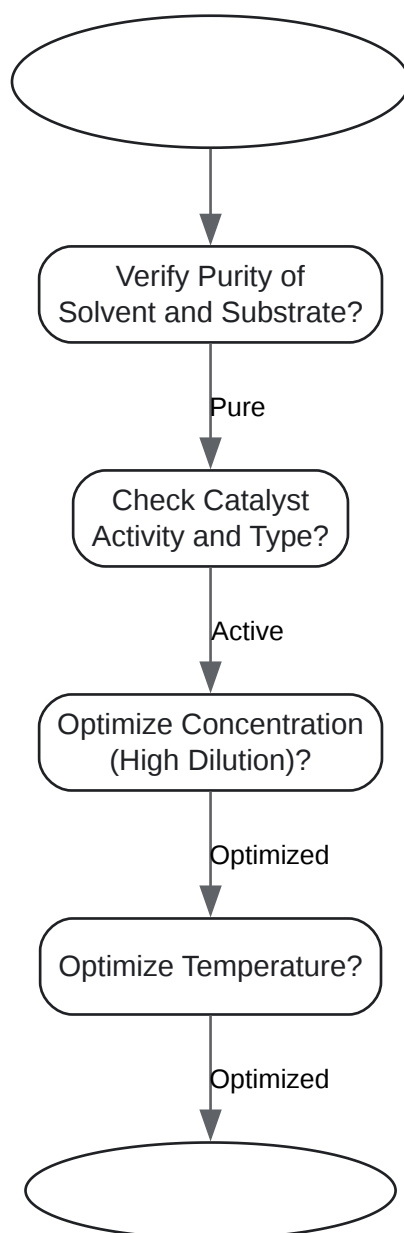 Verify Purity of
Solvent and Substrate?
Pure
Check Catalyst
Activity and Type?
Active
Optimize Concentration
(High Dilution)?
Optimized
Optimize Temperature?
Optimized